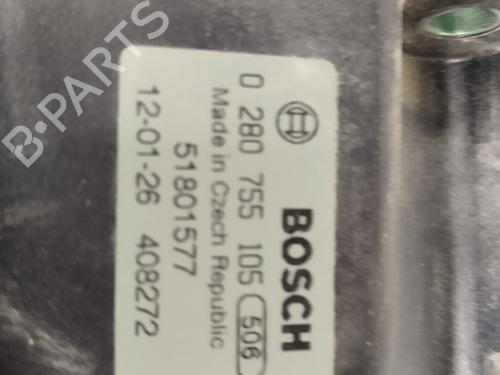 BOSCH
0 280 755 105 506
Made in Czech Republic
51801577
12-01-26 408272
B-PARTS